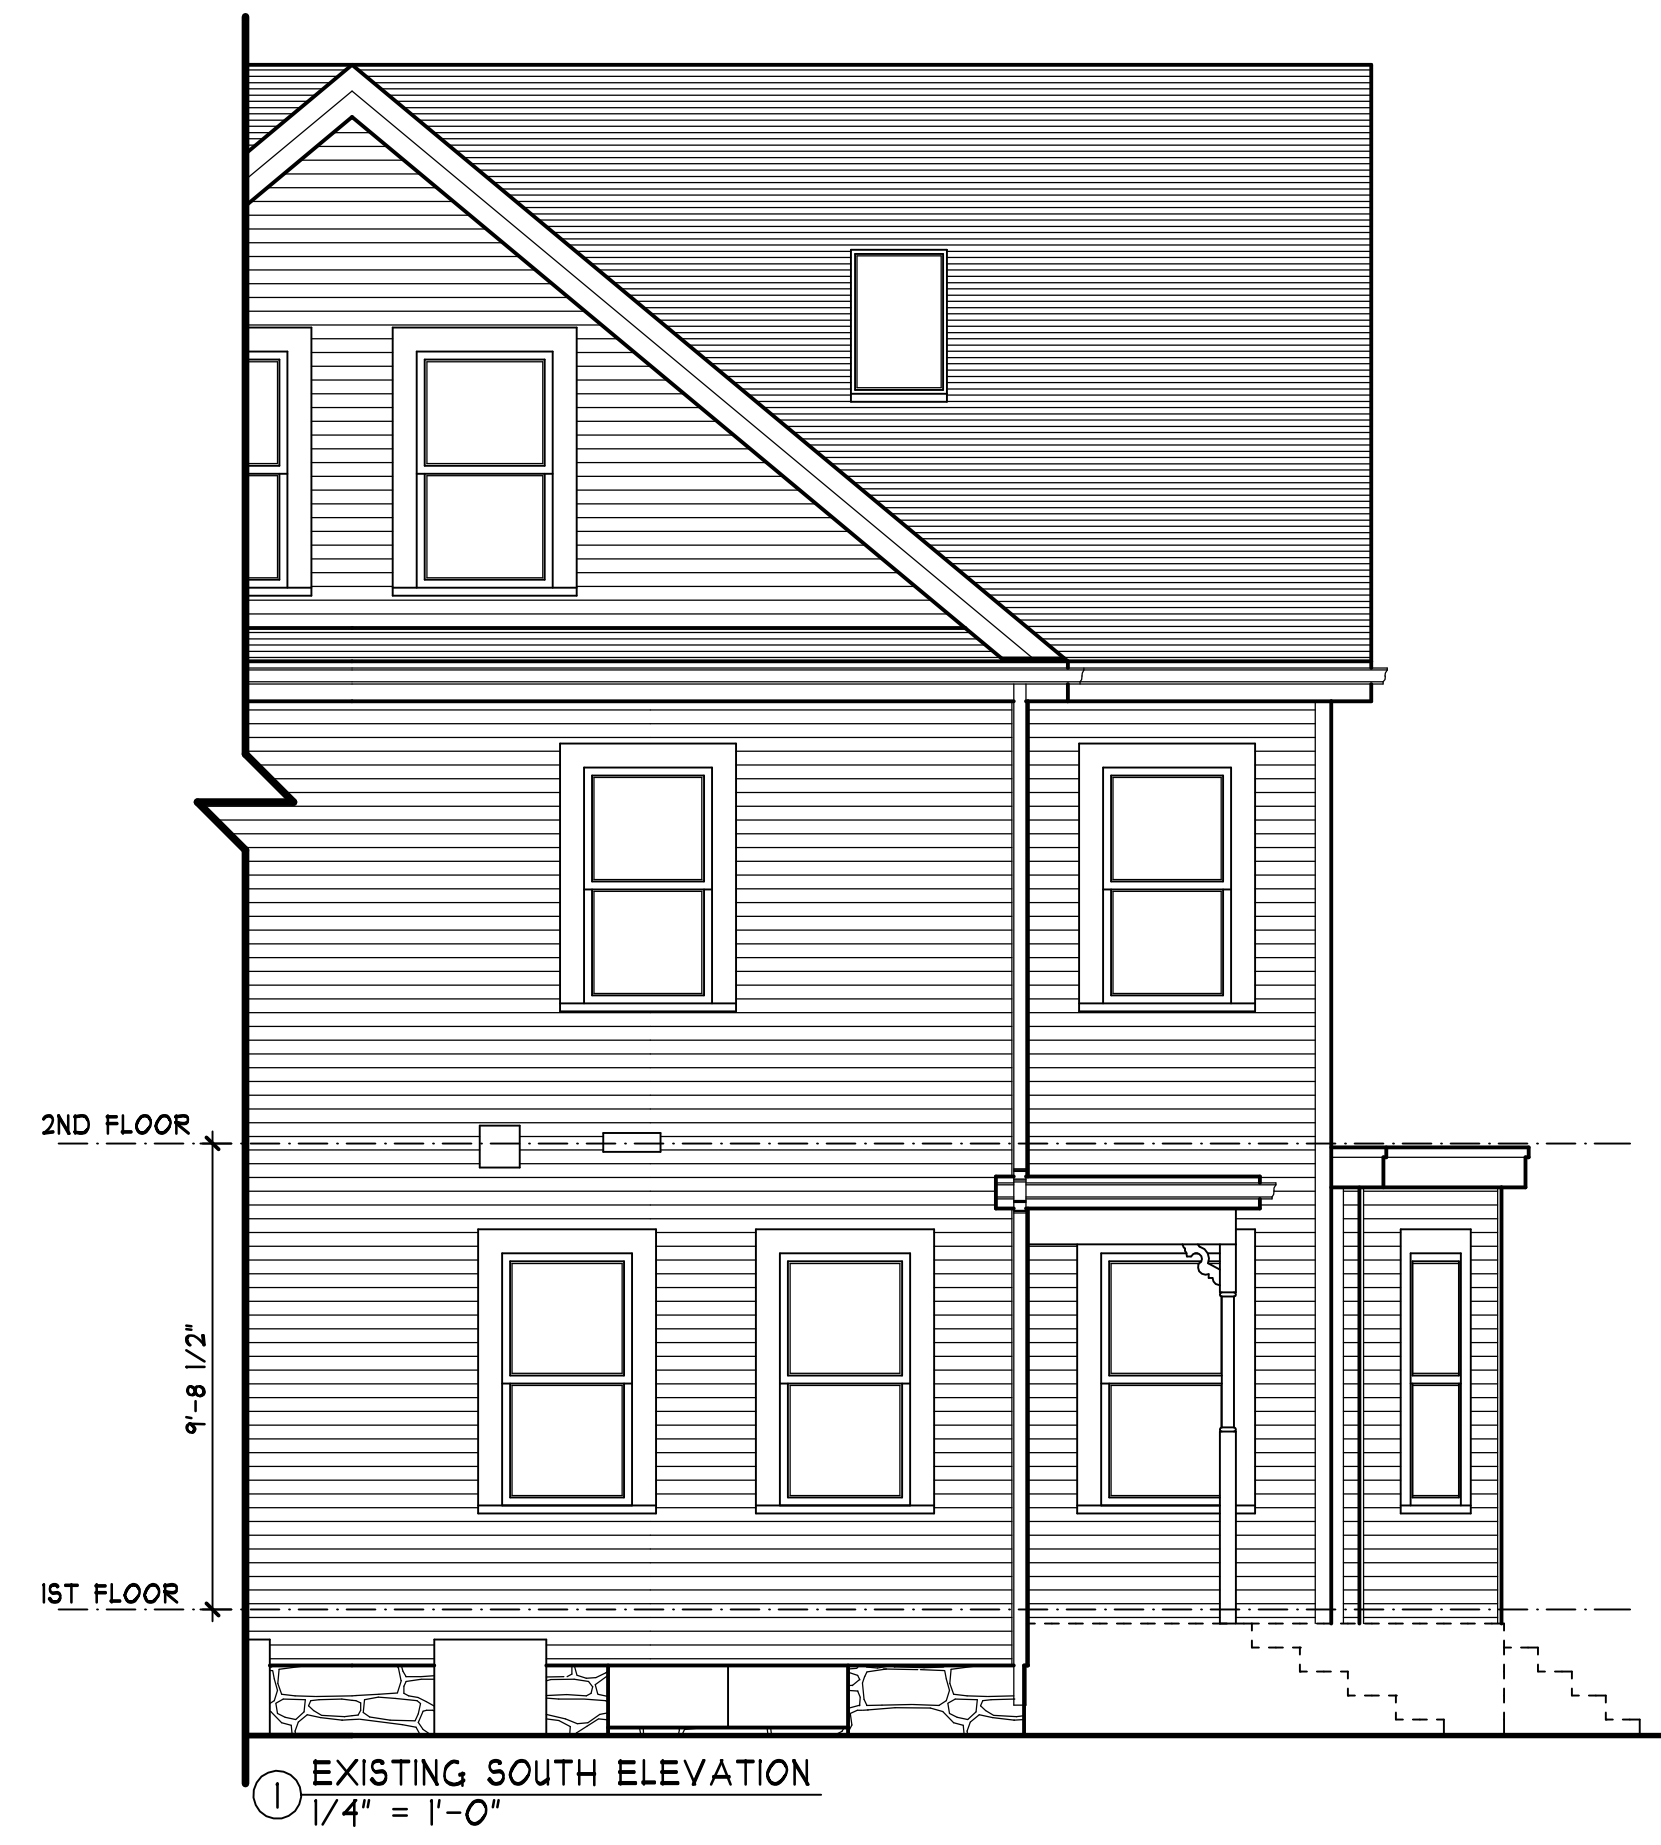 2ND FLOOR
9'-8 1/2"
1ST FLOOR
1 EXISTING SOUTH ELEVATION
1/4" = 1'-0"